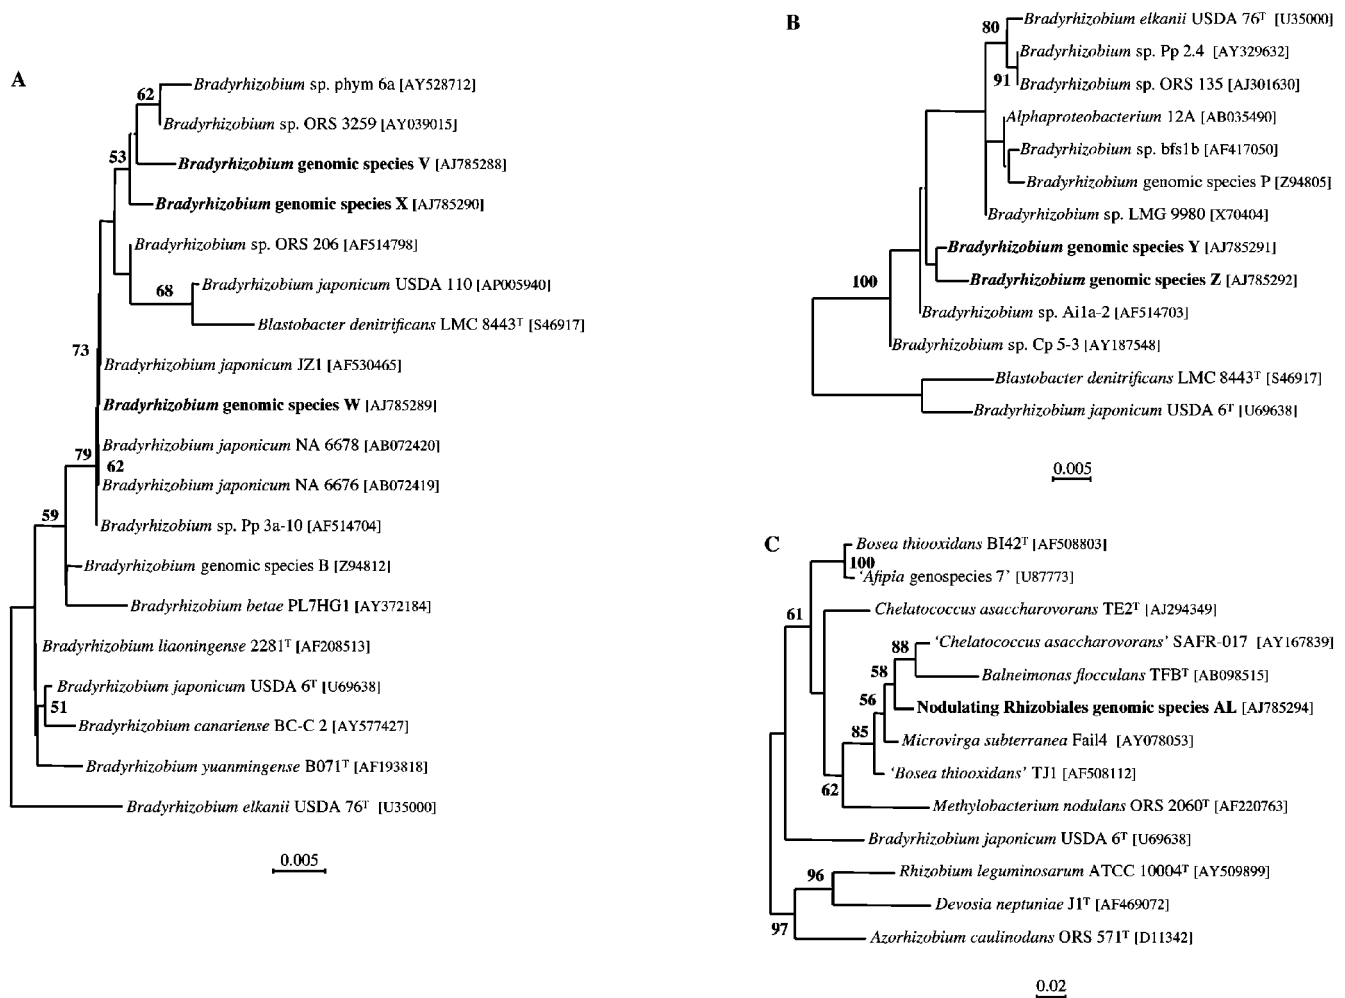 A
62
Bradyrhizobium sp. phym 6a [AY528712]
Bradyrhizobium sp. ORS 3259 [AY039015]
53
Bradyrhizobium genomic species V [AJ785288]
Bradyrhizobium genomic species X [AJ785290]
Bradyrhizobium sp. ORS 206 [AF514798]
68
Bradyrhizobium japonicum USDA 110 [AP005940]
Blastobacter denitrificans LMC 8443ᵀ [S46917]
73
Bradyrhizobium japonicum JZ1 [AF530465]
Bradyrhizobium genomic species W [AJ785289]
Bradyrhizobium japonicum NA 6678 [AB072420]
79
62
Bradyrhizobium japonicum NA 6676 [AB072419]
59
Bradyrhizobium sp. Pp 3a-10 [AF514704]
Bradyrhizobium genomic species B [Z94812]
Bradyrhizobium betae PL7HG1 [AY372184]
Bradyrhizobium liaoningense 2281ᵀ [AF208513]
Bradyrhizobium japonicum USDA 6ᵀ [U69638]
51
Bradyrhizobium canariense BC-C 2 [AY577427]
Bradyrhizobium yuanmingense B071ᵀ [AF193818]
Bradyrhizobium elkanii USDA 76ᵀ [U35000]
0.005
B
80
Bradyrhizobium elkanii USDA 76ᵀ [U35000]
Bradyrhizobium sp. Pp 2.4 [AY329632]
91
Bradyrhizobium sp. ORS 135 [AJ301630]
Alphaproteobacterium 12A [AB035490]
Bradyrhizobium sp. bfs1b [AF417050]
Bradyrhizobium genomic species P [Z94805]
Bradyrhizobium sp. LMG 9980 [X70404]
Bradyrhizobium genomic species Y [AJ785291]
100
Bradyrhizobium genomic species Z [AJ785292]
Bradyrhizobium sp. Ai1a-2 [AF514703]
Bradyrhizobium sp. Cp 5-3 [AY187548]
Blastobacter denitrificans LMC 8443ᵀ [S46917]
Bradyrhizobium japonicum USDA 6ᵀ [U69638]
0.005
C
Bosea thiooxidans BI42ᵀ [AF508803]
100
'Afipia genospecies 7' [U87773]
61
Chelatococcus asaccharovorans TE2ᵀ [AJ294349]
88
'Chelatococcus asaccharovorans' SAFR-017 [AY167839]
58
Balneimonas flocculans TFBᵀ [AB098515]
56
Nodulating Rhizobiales genomic species AL [AJ785294]
85
Microvirga subterranea Fail4 [AY078053]
'Bosea thiooxidans' TJ1 [AF508112]
62
Methylobacterium nodulans ORS 2060ᵀ [AF220763]
Bradyrhizobium japonicum USDA 6ᵀ [U69638]
96
Rhizobium leguminosarum ATCC 10004ᵀ [AY509899]
Devosia neptuniae J1ᵀ [AF469072]
97
Azorhizobium caulinodans ORS 571ᵀ [D11342]
0.02